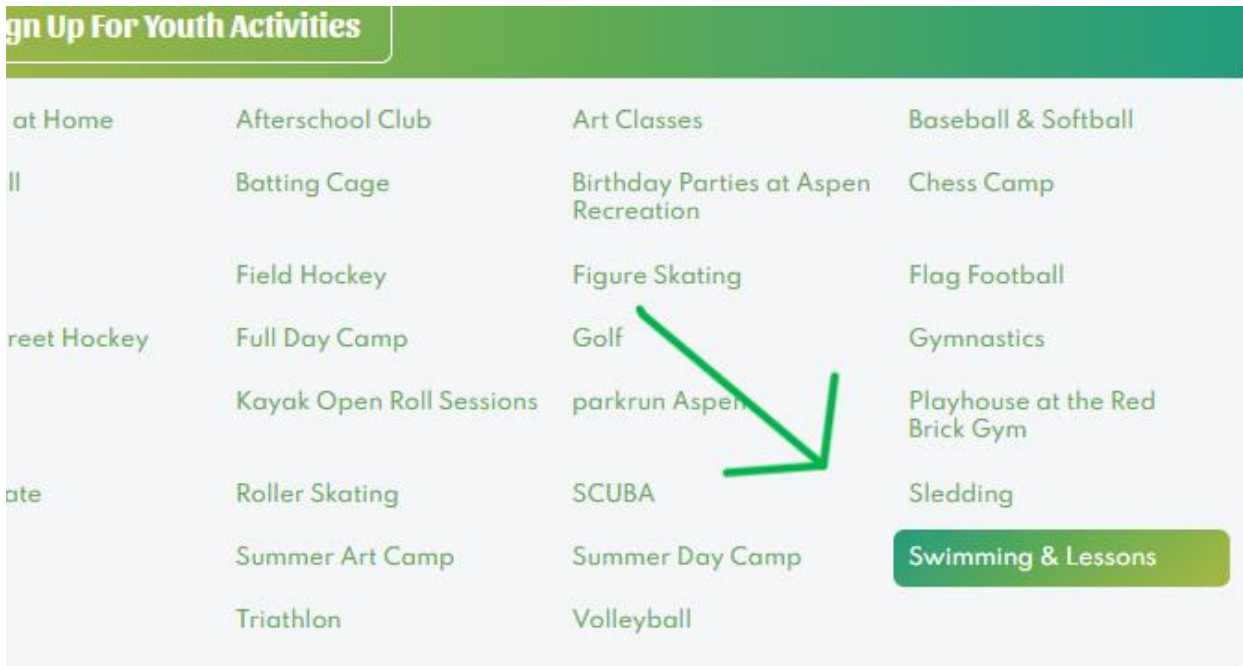 gn Up For Youth Activities
at Home Afterschool Club Art Classes Baseball & Softball
ll Batting Cage Birthday Parties at Aspen Chess Camp
Recreation
Field Hockey Figure Skating Flag Football
reet Hockey Full Day Camp Golf Gymnastics
Kayak Open Roll Sessions parkrun Aspen Playhouse at the Red
Brick Gym
ate Roller Skating SCUBA Sledding
Summer Art Camp Summer Day Camp Swimming & Lessons
Triathlon Volleyball